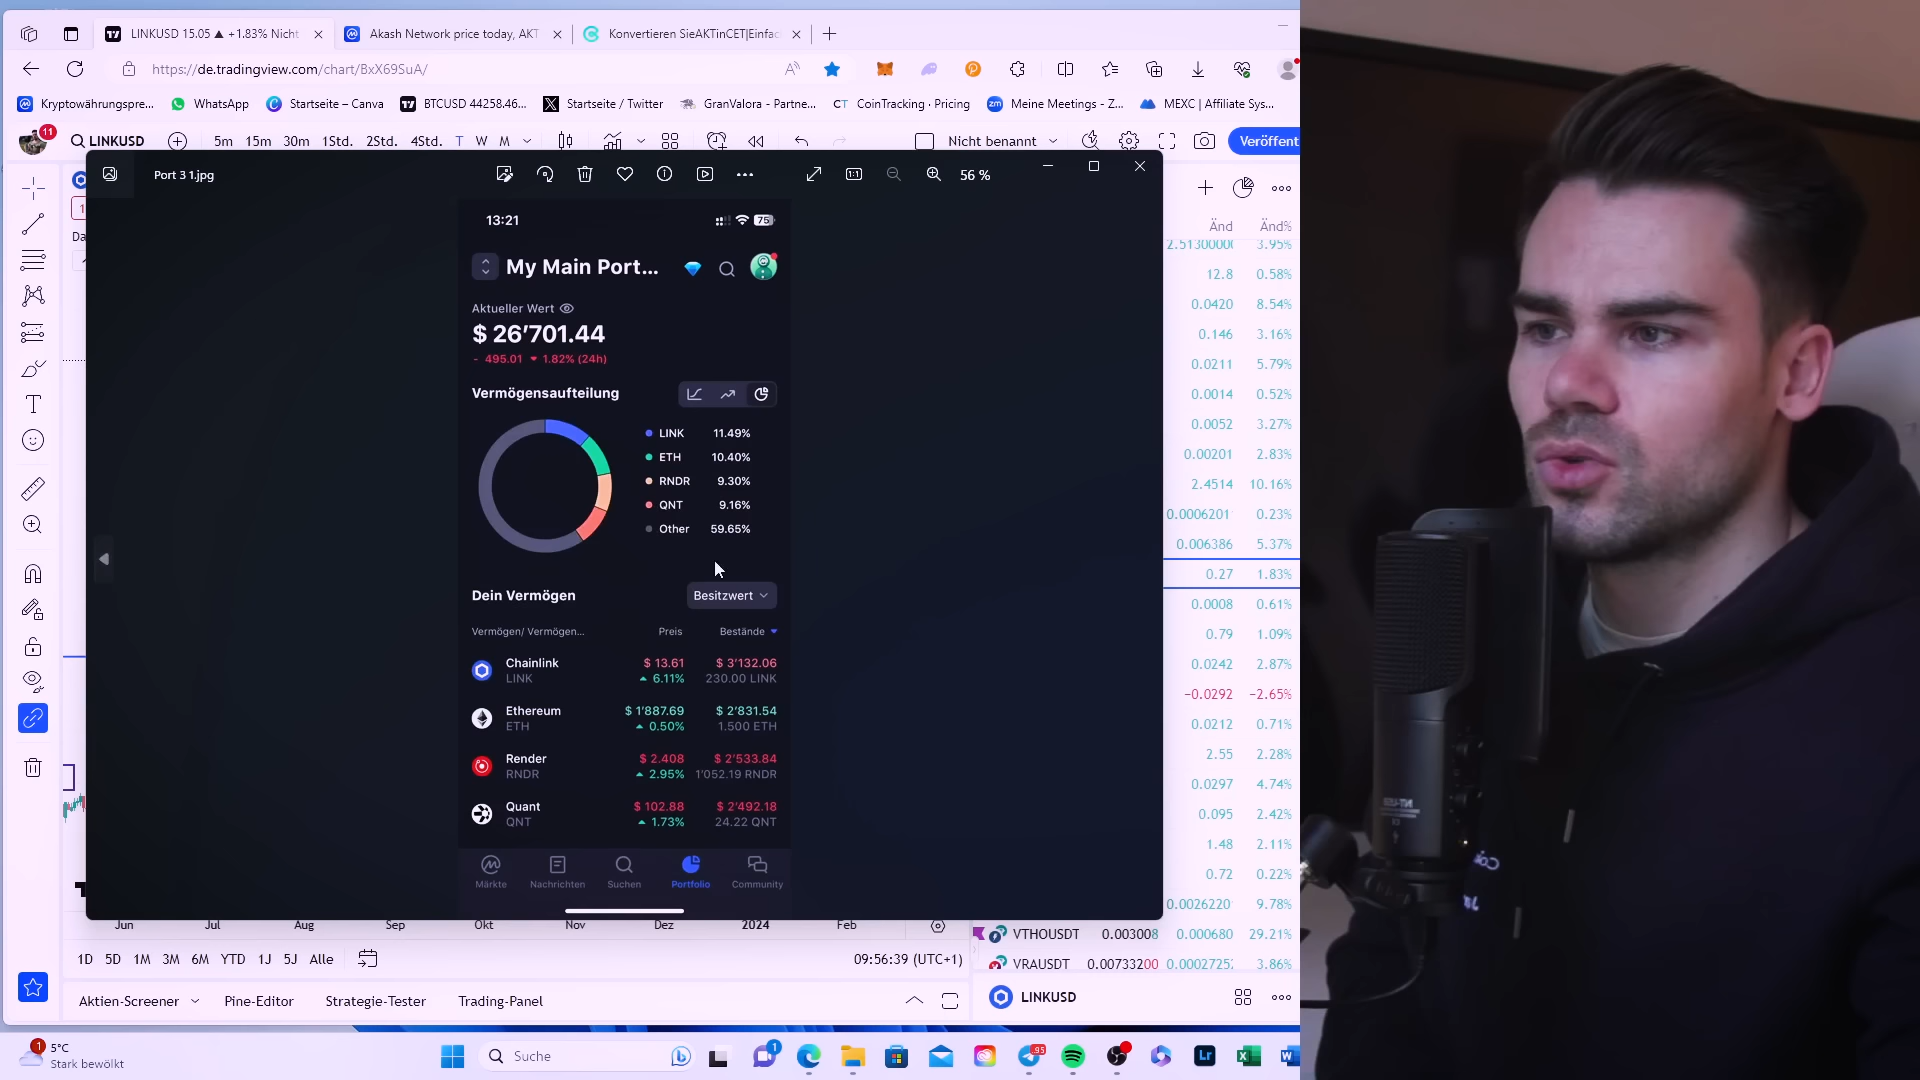 LINKUSD 15.05 ▲ +1.83% Nicht
Akash Network price today, AKT
Konvertieren SieAKTinCET|Einfac
https://de.tradingview.com/chart/BxX69SuA/
Kryptowährungspre...
WhatsApp
Startseite – Canva
BTCUSD 44258.46...
Startseite / Twitter
GranValora - Partne...
CoinTracking · Pricing
Meine Meetings - Z...
MEXC | Affiliate Sys...
11
LINKUSD
5m
15m
30m
1Std.
2Std.
4Std.
T
W
M
Nicht benannt
Veröffent
Port 3 1.jpg
56 %
13:21
75
My Main Port...
Aktueller Wert
$ 26'701.44
- 495.01 ▼ 1.82% (24h)
Vermögensaufteilung
LINK 11.49%
ETH 10.40%
RNDR 9.30%
QNT 9.16%
Other 59.65%
Dein Vermögen
Besitzwert
Vermögen/ Vermögen...
Preis
Bestände
Chainlink $ 13.61 $ 3'132.06
LINK 6.11% 230.00 LINK
Ethereum $ 1'887.69 $ 2'831.54
ETH 0.50% 1.500 ETH
Render $ 2.408 $ 2'533.84
RNDR 2.95% 1'052.19 RNDR
Quant $ 102.88 $ 2'492.18
QNT 1.73% 24.22 QNT
Märkte
Nachrichten
Suchen
Portfolio
Community
Änd Änd%
2.5130000 3.95%
12.8 0.58%
0.0420 8.54%
0.146 3.16%
0.0211 5.79%
0.0014 0.52%
0.0052 3.27%
0.00201 2.83%
2.4514 10.16%
0.0006201 0.23%
0.006386 5.37%
0.27 1.83%
0.0008 0.61%
0.79 1.09%
0.0242 2.87%
−0.0292 −2.65%
0.0212 0.71%
2.55 2.28%
0.0297 4.74%
0.095 2.42%
1.48 2.11%
0.72 0.22%
0.0026220 9.78%
VTHOUSDT 0.003008 0.000680 29.21%
VRAUSDT 0.00733200 0.0002725 3.86%
Jun
Jul
Aug
Sep
Okt
Nov
Dez
2024
Feb
1D
5D
1M
3M
6M
YTD
1J
5J
Alle
09:56:39 (UTC+1)
Aktien-Screener
Pine-Editor
Strategie-Tester
Trading-Panel
LINKUSD
1
5°C
Stark bewölkt
Suche
1
95
Lr